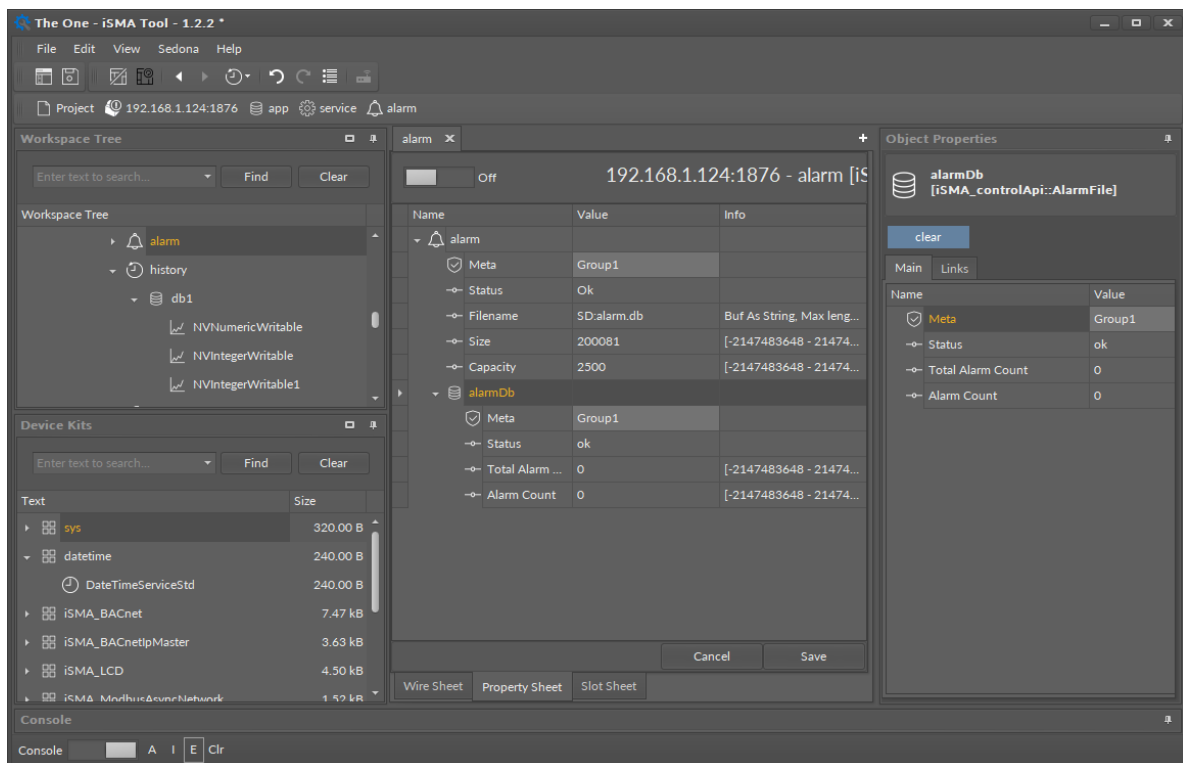 The One - iSMA Tool - 1.2.2 *
File Edit View Sedona Help
Project 192.168.1.124:1876 app service alarm
Workspace Tree
Enter text to search... Find Clear
Workspace Tree
alarm
history
db1
NVNumericWritable
NVIntegerWritable
NVIntegerWritable1
Device Kits
Enter text to search... Find Clear
Text Size
sys 320.00 B
datetime 240.00 B
DateTimeServiceStd 240.00 B
iSMA_BACnet 7.47 kB
iSMA_BACnetIpMaster 3.63 kB
iSMA_LCD 4.50 kB
iSMA_ModbusAsyncNetwork 1.52 kB
alarm
Off 192.168.1.124:1876 - alarm [iS
Name Value Info
alarm
Meta Group1
Status Ok
Filename SD:alarm.db Buf As String, Max leng...
Size 200081 [-2147483648 - 21474...
Capacity 2500 [-2147483648 - 21474...
alarmDb
Meta Group1
Status ok
Total Alarm ... 0 [-2147483648 - 21474...
Alarm Count 0 [-2147483648 - 21474...
Cancel Save
Wire Sheet Property Sheet Slot Sheet
Object Properties
alarmDb
[iSMA_controlApi::AlarmFile]
clear
Main Links
Name Value
Meta Group1
Status ok
Total Alarm Count 0
Alarm Count 0
Console
Console A I E Clr